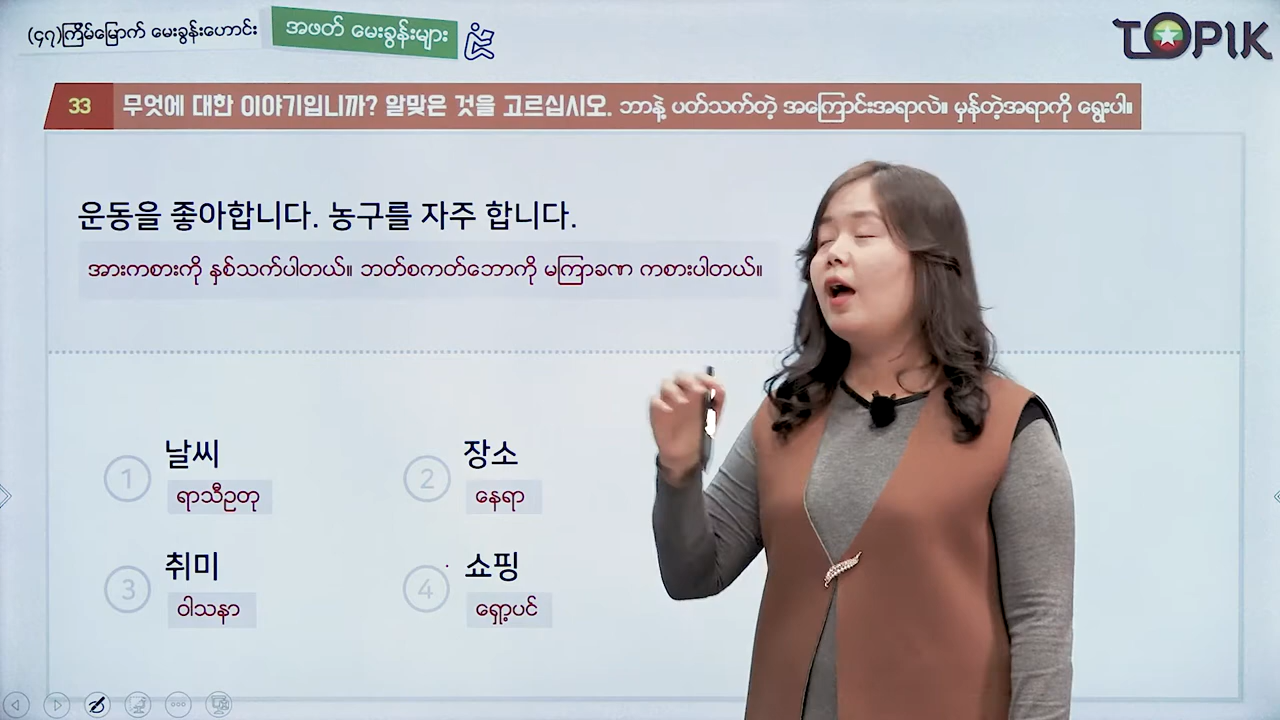 (၄၇)ကြိမ်မြောက် မေးခွန်းဟောင်း
အဖတ် မေးခွန်းများ
TOPIK
33 무엇에 대한 이야기입니까? 알맞은 것을 고르십시오. ဘာနဲ့ ပတ်သက်တဲ့ အကြောင်းအရာလဲ။ မှန်တဲ့အရာကို ရွေးပါ။
운동을 좋아합니다. 농구를 자주 합니다.
အားကစားကို နှစ်သက်ပါတယ်။ ဘတ်စကတ်ဘောကို မကြာခဏ ကစားပါတယ်။
1 날씨
ရာသီဥတု
2 장소
နေရာ
3 취미
ဝါသနာ
4 쇼핑
ရှော့ပင်